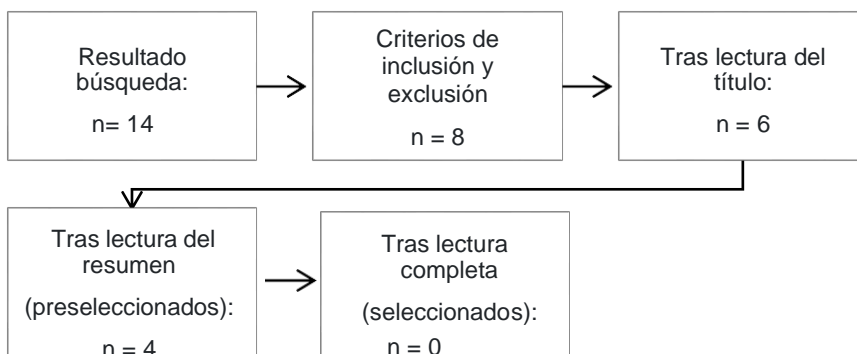 Resultado
búsqueda:
n= 14
Criterios de
inclusión y
exclusión
n = 8
Tras lectura del
título:
n = 6
Tras lectura del
resumen
(preseleccionados):
n = 4
Tras lectura
completa
(seleccionados):
n = 0